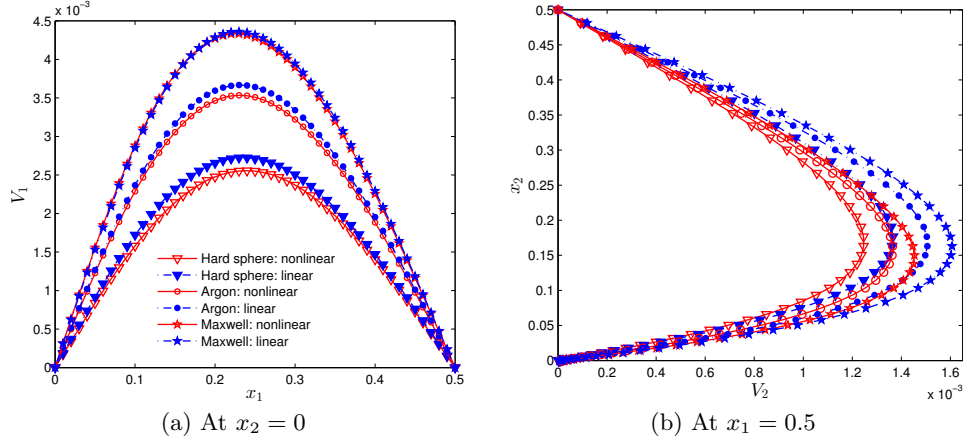 x 10⁻³
4.5
4
3.5
3
2.5
2
1.5
1
0.5
0
V₁
Hard sphere: nonlinear
Hard sphere: linear
Argon: nonlinear
Argon: linear
Maxwell: nonlinear
Maxwell: linear
0 0.1 0.2 0.3 0.4 0.5
x₁
(a) At x₂ = 0
0.5
0.45
0.4
0.35
0.3
0.25
0.2
0.15
0.1
0.05
0
x₂
0 0.2 0.4 0.6 0.8 1 1.2 1.4 1.6
x 10⁻³
V₂
(b) At x₁ = 0.5